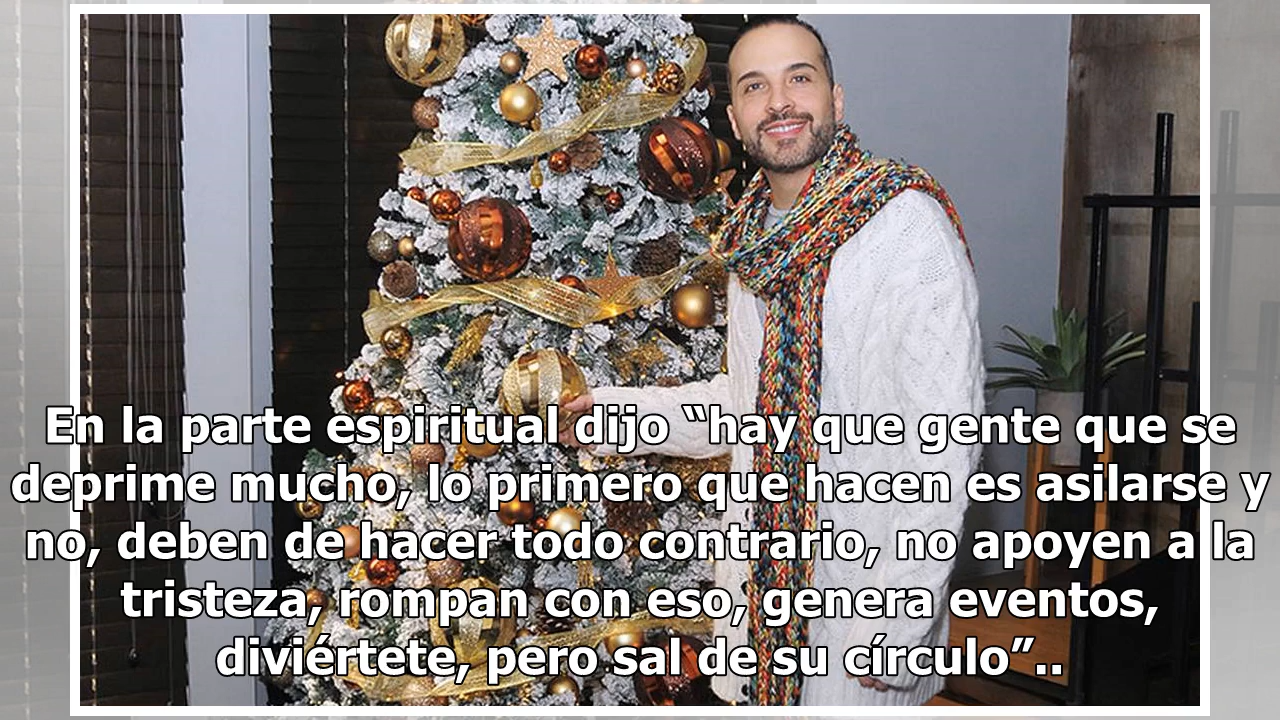 En la parte espiritual dijo “hay que gente que se
deprime mucho, lo primero que hacen es asilarse y
no, deben de hacer todo contrario, no apoyen a la
tristeza, rompan con eso, genera eventos,
diviértete, pero sal de su círculo”..